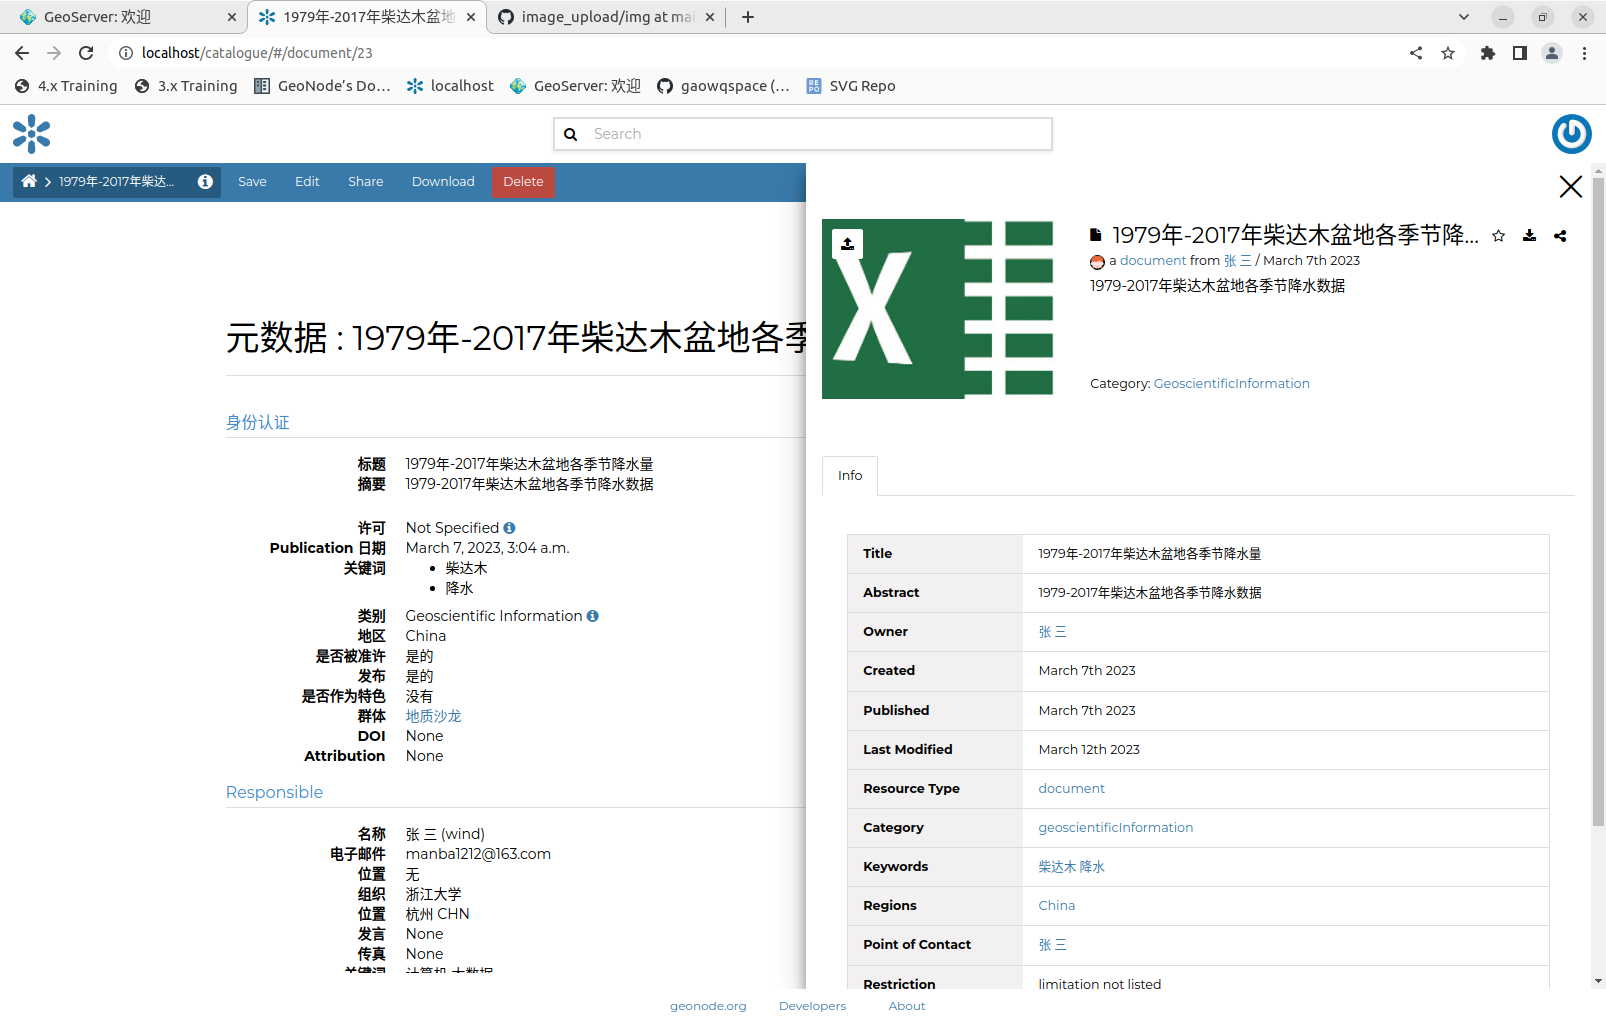 GeoServer: 欢迎
1979年-2017年柴达木盆地
image_upload/img at mai
localhost/catalogue/#/document/23
4.x Training
3.x Training
GeoNode’s Do…
localhost
GeoServer: 欢迎
gaowqspace (…
SVG Repo
Search
1979年-2017年柴达...
Save
Edit
Share
Download
Delete
元数据 : 1979年-2017年柴达木盆地各季
身份认证
标题 1979年-2017年柴达木盆地各季节降水量
摘要 1979-2017年柴达木盆地各季节降水数据
许可 Not Specified
Publication 日期 March 7, 2023, 3:04 a.m.
关键词 柴达木
降水
类别 Geoscientific Information
地区 China
是否被准许 是的
发布 是的
是否作为特色 没有
群体 地质沙龙
DOI None
Attribution None
Responsible
名称 张 三 (wind)
电子邮件 manba1212@163.com
位置 无
组织 浙江大学
位置 杭州 CHN
发言 None
传真 None
关键词 计算机 大数据
X
1979年-2017年柴达木盆地各季节降...
a document from 张 三 / March 7th 2023
1979-2017年柴达木盆地各季节降水数据
Category: GeoscientificInformation
Info
Title 1979年-2017年柴达木盆地各季节降水量
Abstract 1979-2017年柴达木盆地各季节降水数据
Owner 张 三
Created March 7th 2023
Published March 7th 2023
Last Modified March 12th 2023
Resource Type document
Category geoscientificInformation
Keywords 柴达木 降水
Regions China
Point of Contact 张 三
Restriction limitation not listed
geonode.org
Developers
About